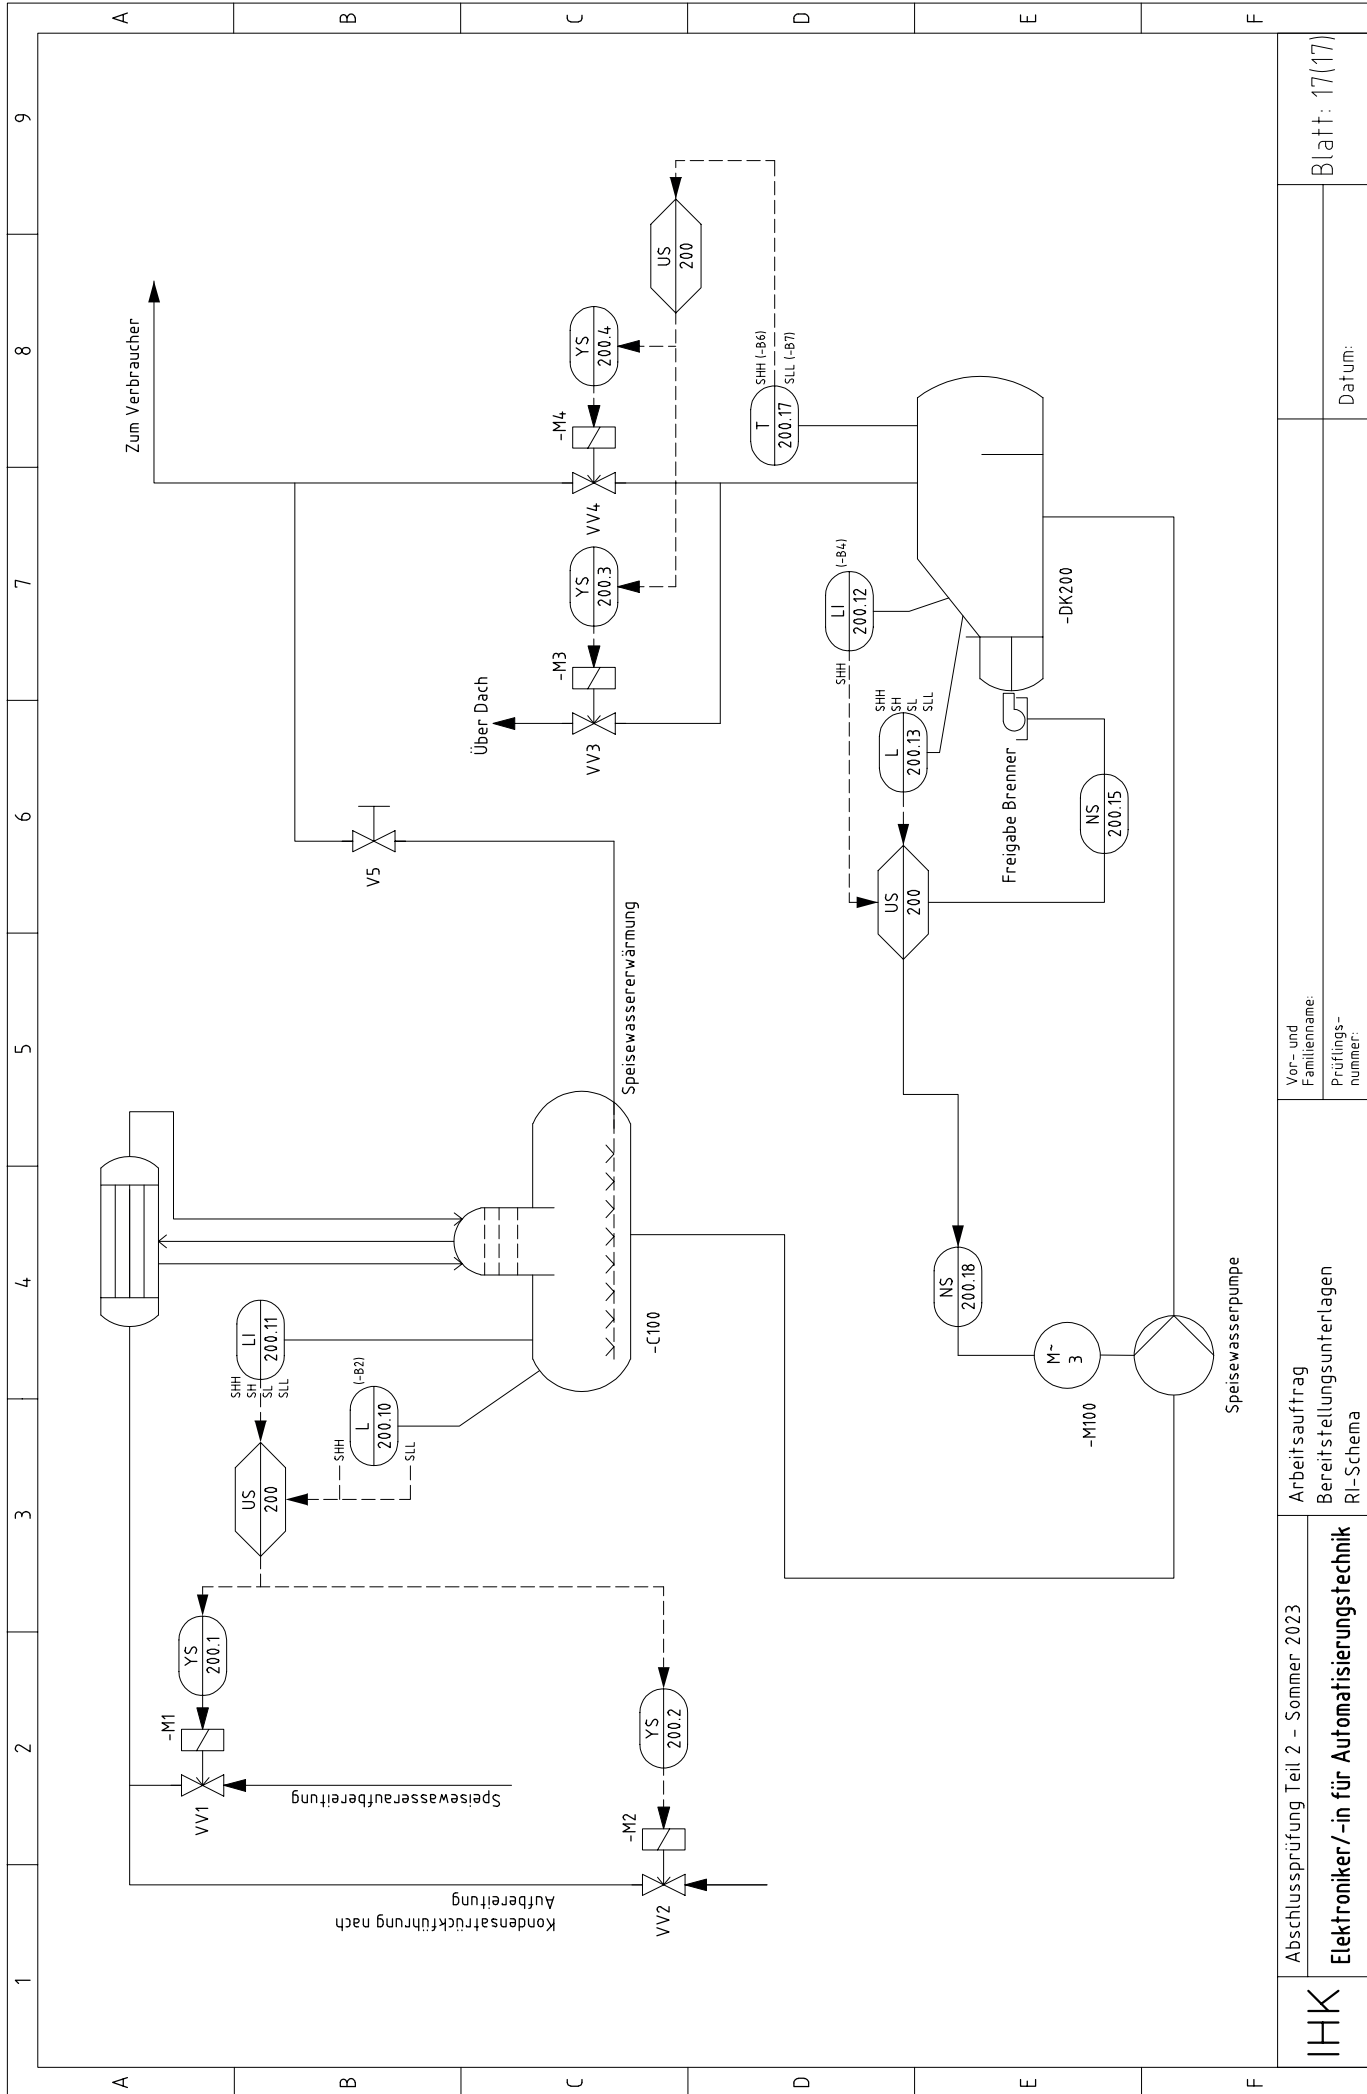 1
2
3
4
5
6
7
8
9
A
B
C
D
E
F
A
B
C
D
E
F
Zum Verbraucher
LI
200.11
SHH
SH
SL
SLL
US
200
L
200.10
(-B2)
SHH
SLL
YS
200.1
-M1
VV1
Speisewasseraufbereitung
Kondensatrückführung nach
Aufbereitung
YS
200.2
-M2
VV2
-C100
Speisewassererwärmung
V5
Über Dach
VV3
-M3
YS
200.3
VV4
-M4
YS
200.4
US
200
T
200.17
SHH (-B6)
SLL (-B7)
LI
200.12
(-B4)
SHH
L
200.13
SHH
SH
SL
SLL
US
200
Freigabe Brenner
NS
200.15
-DK200
NS
200.18
M~
3
-M100
Speisewasserpumpe
IHK
Abschlussprüfung Teil 2 - Sommer 2023
Elektroniker/-in für Automatisierungstechnik
Arbeitsauftrag
Bereitstellungsunterlagen
RI-Schema
Vor- und
Familienname:
Prüflings-
nummer:
Datum:
Blatt: 17(17)